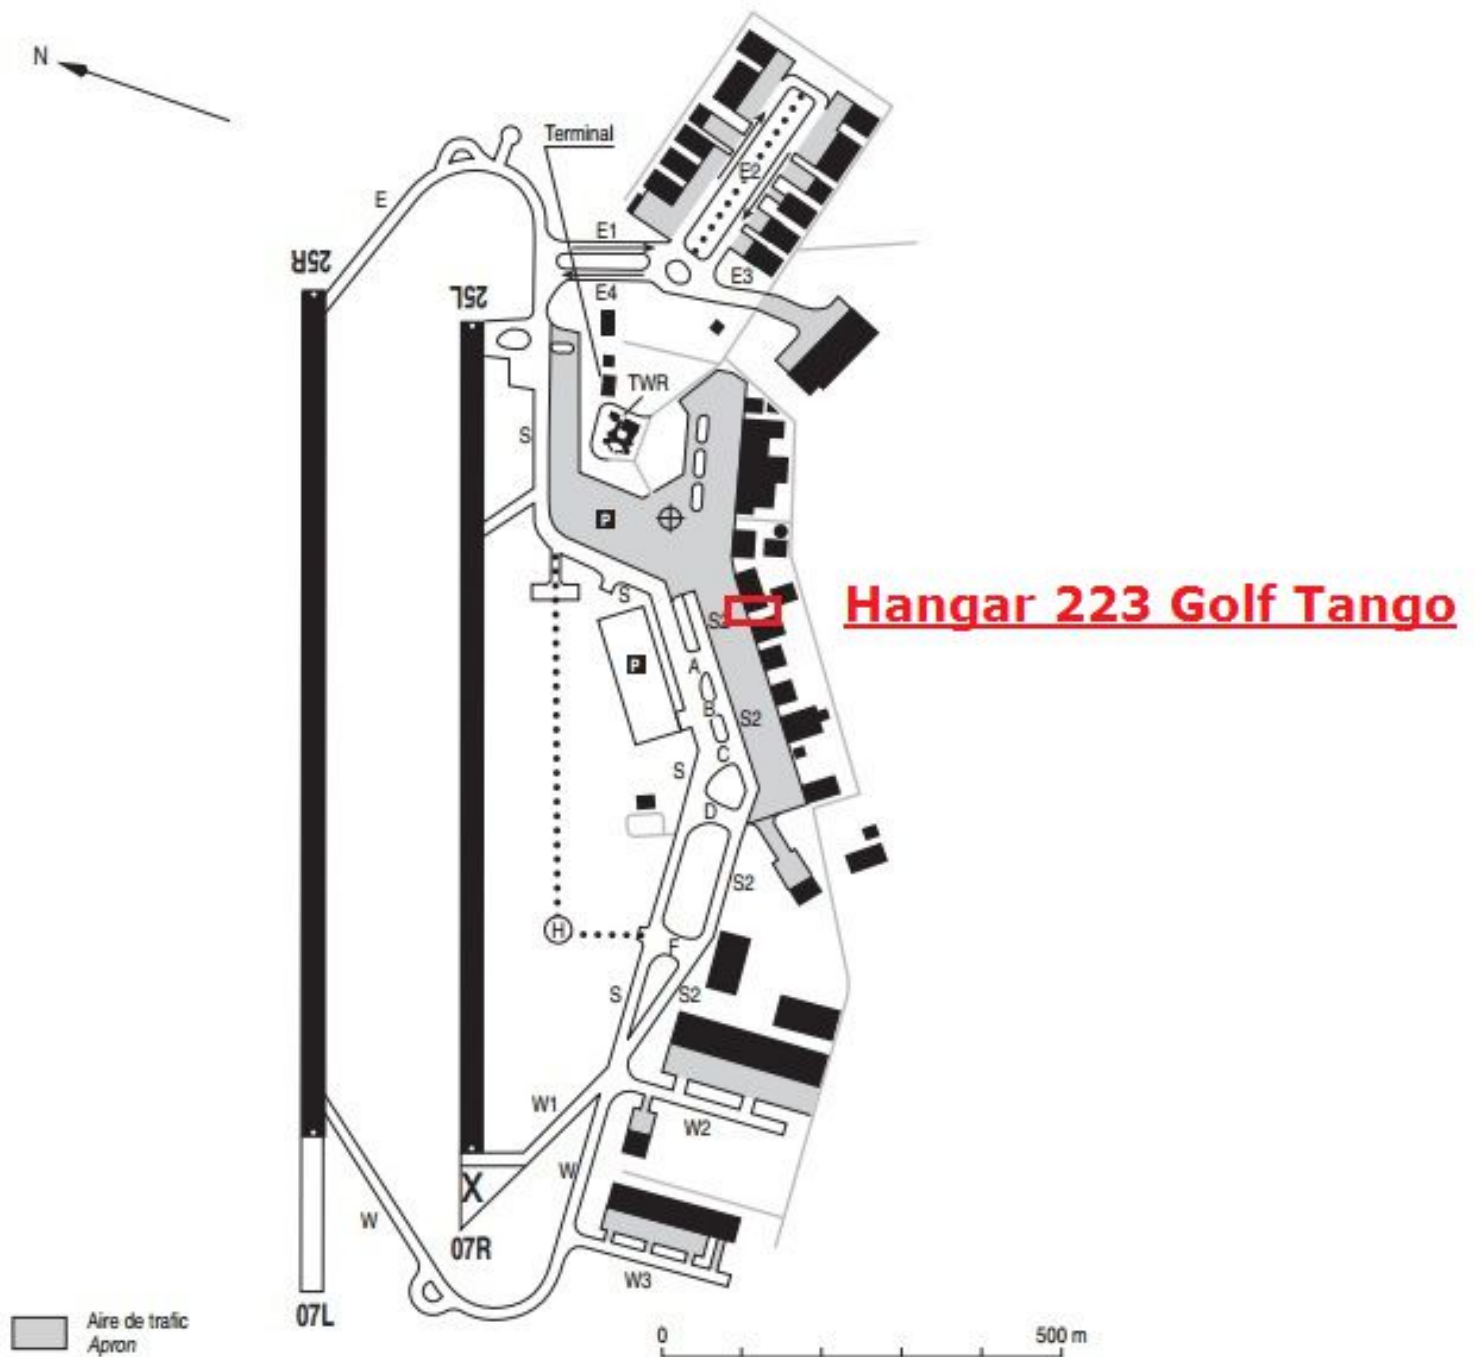 N
Terminal
E
E2
E1
25R
E3
25L
E4
TWR
S
P
S
S2
Hangar 223 Golf Tango
P
A
B
S2
C
S
D
S2
H
F
S
S2
W1
W2
W
X
W
07R
W3
07L
Aire de trafic
Apron
0
500 m